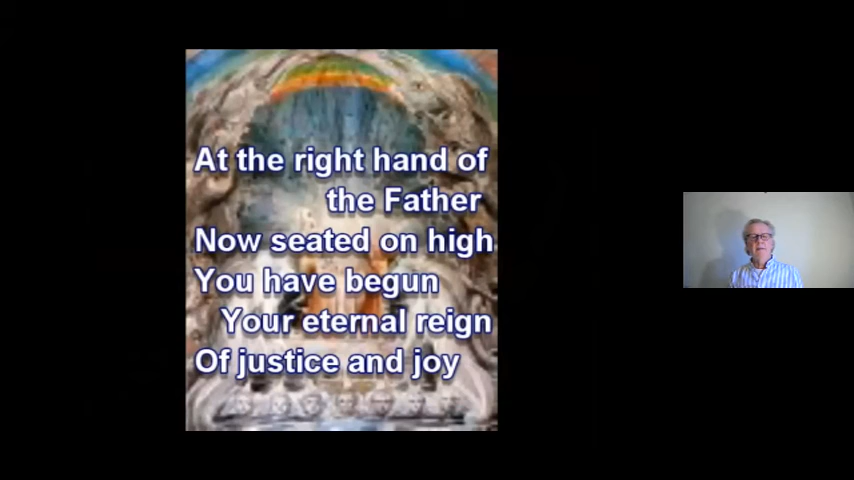 At the right hand of
the Father
Now seated on high
You have begun
Your eternal reign
Of justice and joy